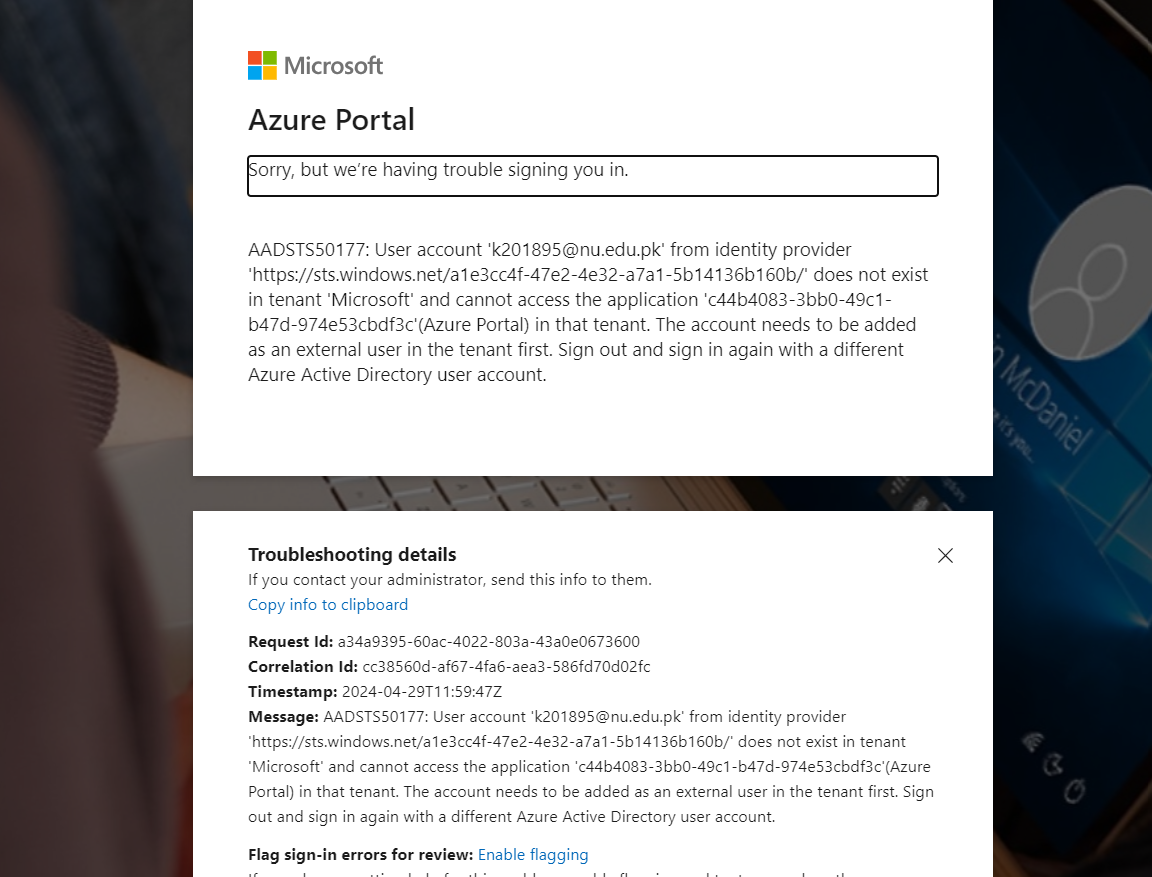 Microsoft
Azure Portal
Sorry, but we’re having trouble signing you in.
AADSTS50177: User account 'k201895@nu.edu.pk' from identity provider
'https://sts.windows.net/a1e3cc4f-47e2-4e32-a7a1-5b14136b160b/' does not exist
in tenant 'Microsoft' and cannot access the application 'c44b4083-3bb0-49c1-
b47d-974e53cbdf3c'(Azure Portal) in that tenant. The account needs to be added
as an external user in the tenant first. Sign out and sign in again with a different
Azure Active Directory user account.
McDaniel
Troubleshooting details
If you contact your administrator, send this info to them.
Copy info to clipboard
Request Id: a34a9395-60ac-4022-803a-43a0e0673600
Correlation Id: cc38560d-af67-4fa6-aea3-586fd70d02fc
Timestamp: 2024-04-29T11:59:47Z
Message: AADSTS50177: User account 'k201895@nu.edu.pk' from identity provider
'https://sts.windows.net/a1e3cc4f-47e2-4e32-a7a1-5b14136b160b/' does not exist in tenant
'Microsoft' and cannot access the application 'c44b4083-3bb0-49c1-b47d-974e53cbdf3c'(Azure
Portal) in that tenant. The account needs to be added as an external user in the tenant first. Sign
out and sign in again with a different Azure Active Directory user account.
Flag sign-in errors for review: Enable flagging